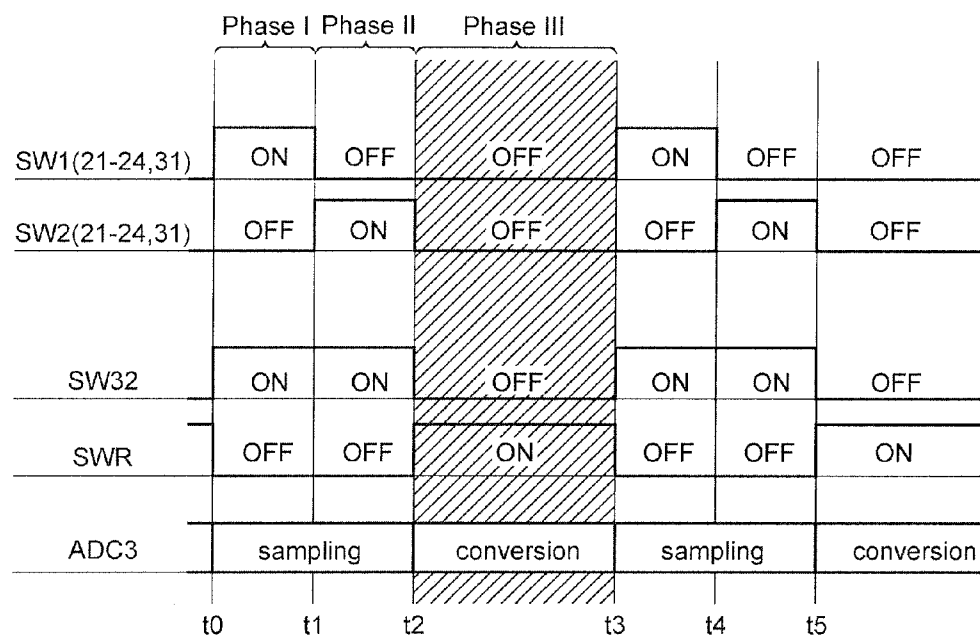 Phase I Phase II Phase III
SW1(21-24,31) ON OFF OFF ON OFF OFF
SW2(21-24,31) OFF ON OFF OFF ON OFF
SW32 ON ON OFF ON ON OFF
SWR OFF OFF ON OFF OFF ON
ADC3 sampling conversion sampling conversion
t0 t1 t2 t3 t4 t5